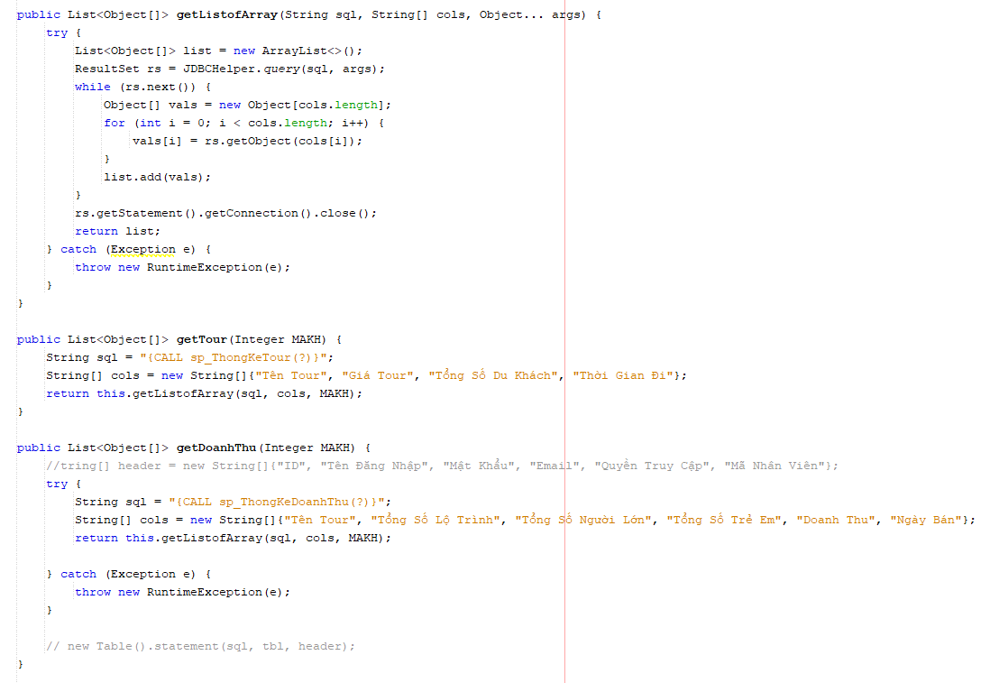 public List<Object[]> getListofArray(String sql, String[] cols, Object... args) {
try {
List<Object[]> list = new ArrayList<>();
ResultSet rs = JDBCHelper.query(sql, args);
while (rs.next()) {
Object[] vals = new Object[cols.length];
for (int i = 0; i < cols.length; i++) {
vals[i] = rs.getObject(cols[i]);
}
list.add(vals);
}
rs.getStatement().getConnection().close();
return list;
} catch (Exception e) {
throw new RuntimeException(e);
}
}
public List<Object[]> getTour(Integer MAKH) {
String sql = "{CALL sp_ThongKeTour(?)}";
String[] cols = new String[]{"Tên Tour", "Giá Tour", "Tổng Số Du Khách", "Thời Gian Đi"};
return this.getListofArray(sql, cols, MAKH);
}
public List<Object[]> getDoanhThu(Integer MAKH) {
//tring[] header = new String[]{"ID", "Tên Đăng Nhập", "Mật Khẩu", "Email", "Quyền Truy Cập", "Mã Nhân Viên"};
try {
String sql = "{CALL sp_ThongKeDoanhThu(?)}";
String[] cols = new String[]{"Tên Tour", "Tổng Số Lộ Trình", "Tổng Số Người Lớn", "Tổng Số Trẻ Em", "Doanh Thu", "Ngày Bán"};
return this.getListofArray(sql, cols, MAKH);
} catch (Exception e) {
throw new RuntimeException(e);
}
// new Table().statement(sql, tbl, header);
}